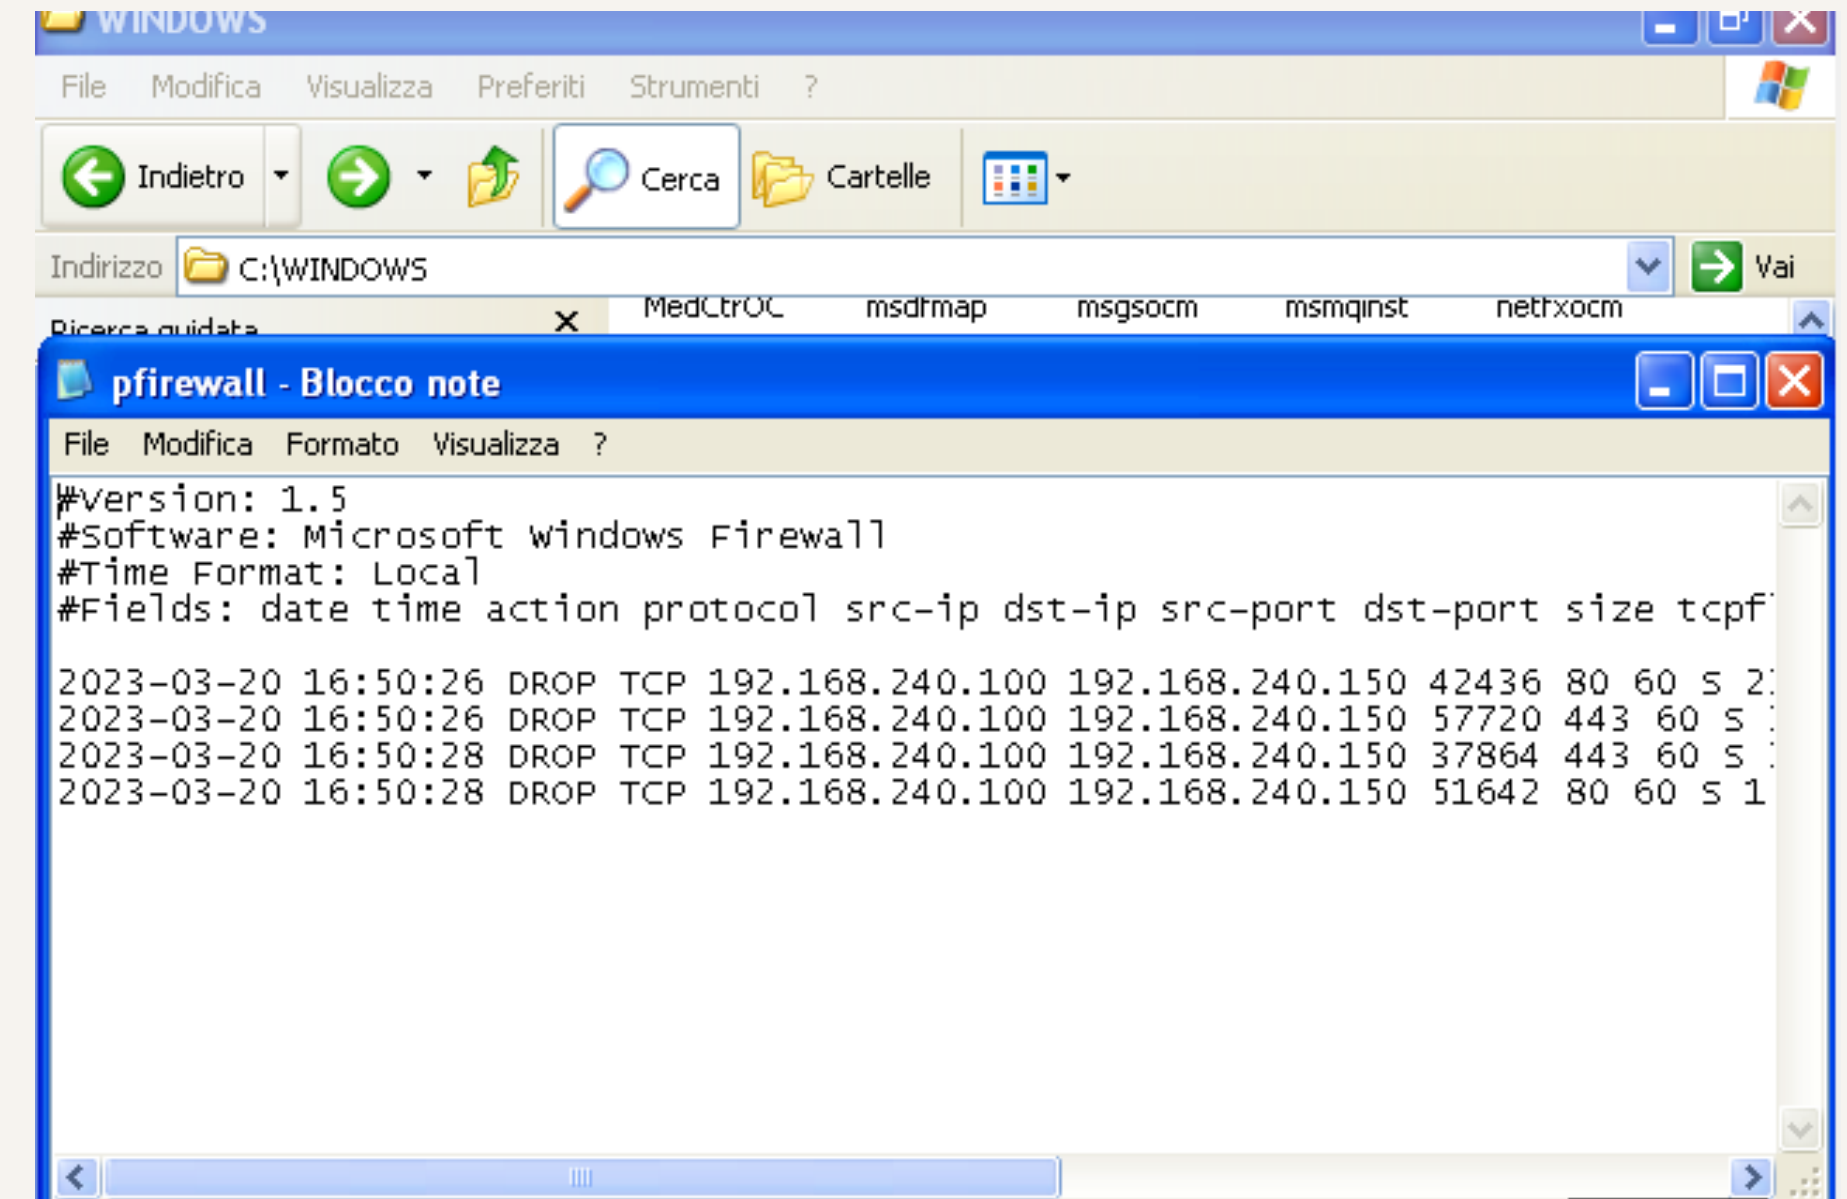 WINDOWS
File Modifica Visualizza Preferiti Strumenti ?
Indietro Cerca Cartelle
Indirizzo C:\WINDOWS Vai
Ricerca guidata MedCtrOC msdfmap msgsocm msmqinst netfxocm
pfirewall - Blocco note
File Modifica Formato Visualizza ?
#Version: 1.5
#Software: Microsoft Windows Firewall
#Time Format: Local
#Fields: date time action protocol src-ip dst-ip src-port dst-port size tcpf
2023-03-20 16:50:26 DROP TCP 192.168.240.100 192.168.240.150 42436 80 60 S 2
2023-03-20 16:50:26 DROP TCP 192.168.240.100 192.168.240.150 57720 443 60 S
2023-03-20 16:50:28 DROP TCP 192.168.240.100 192.168.240.150 37864 443 60 S
2023-03-20 16:50:28 DROP TCP 192.168.240.100 192.168.240.150 51642 80 60 S 1